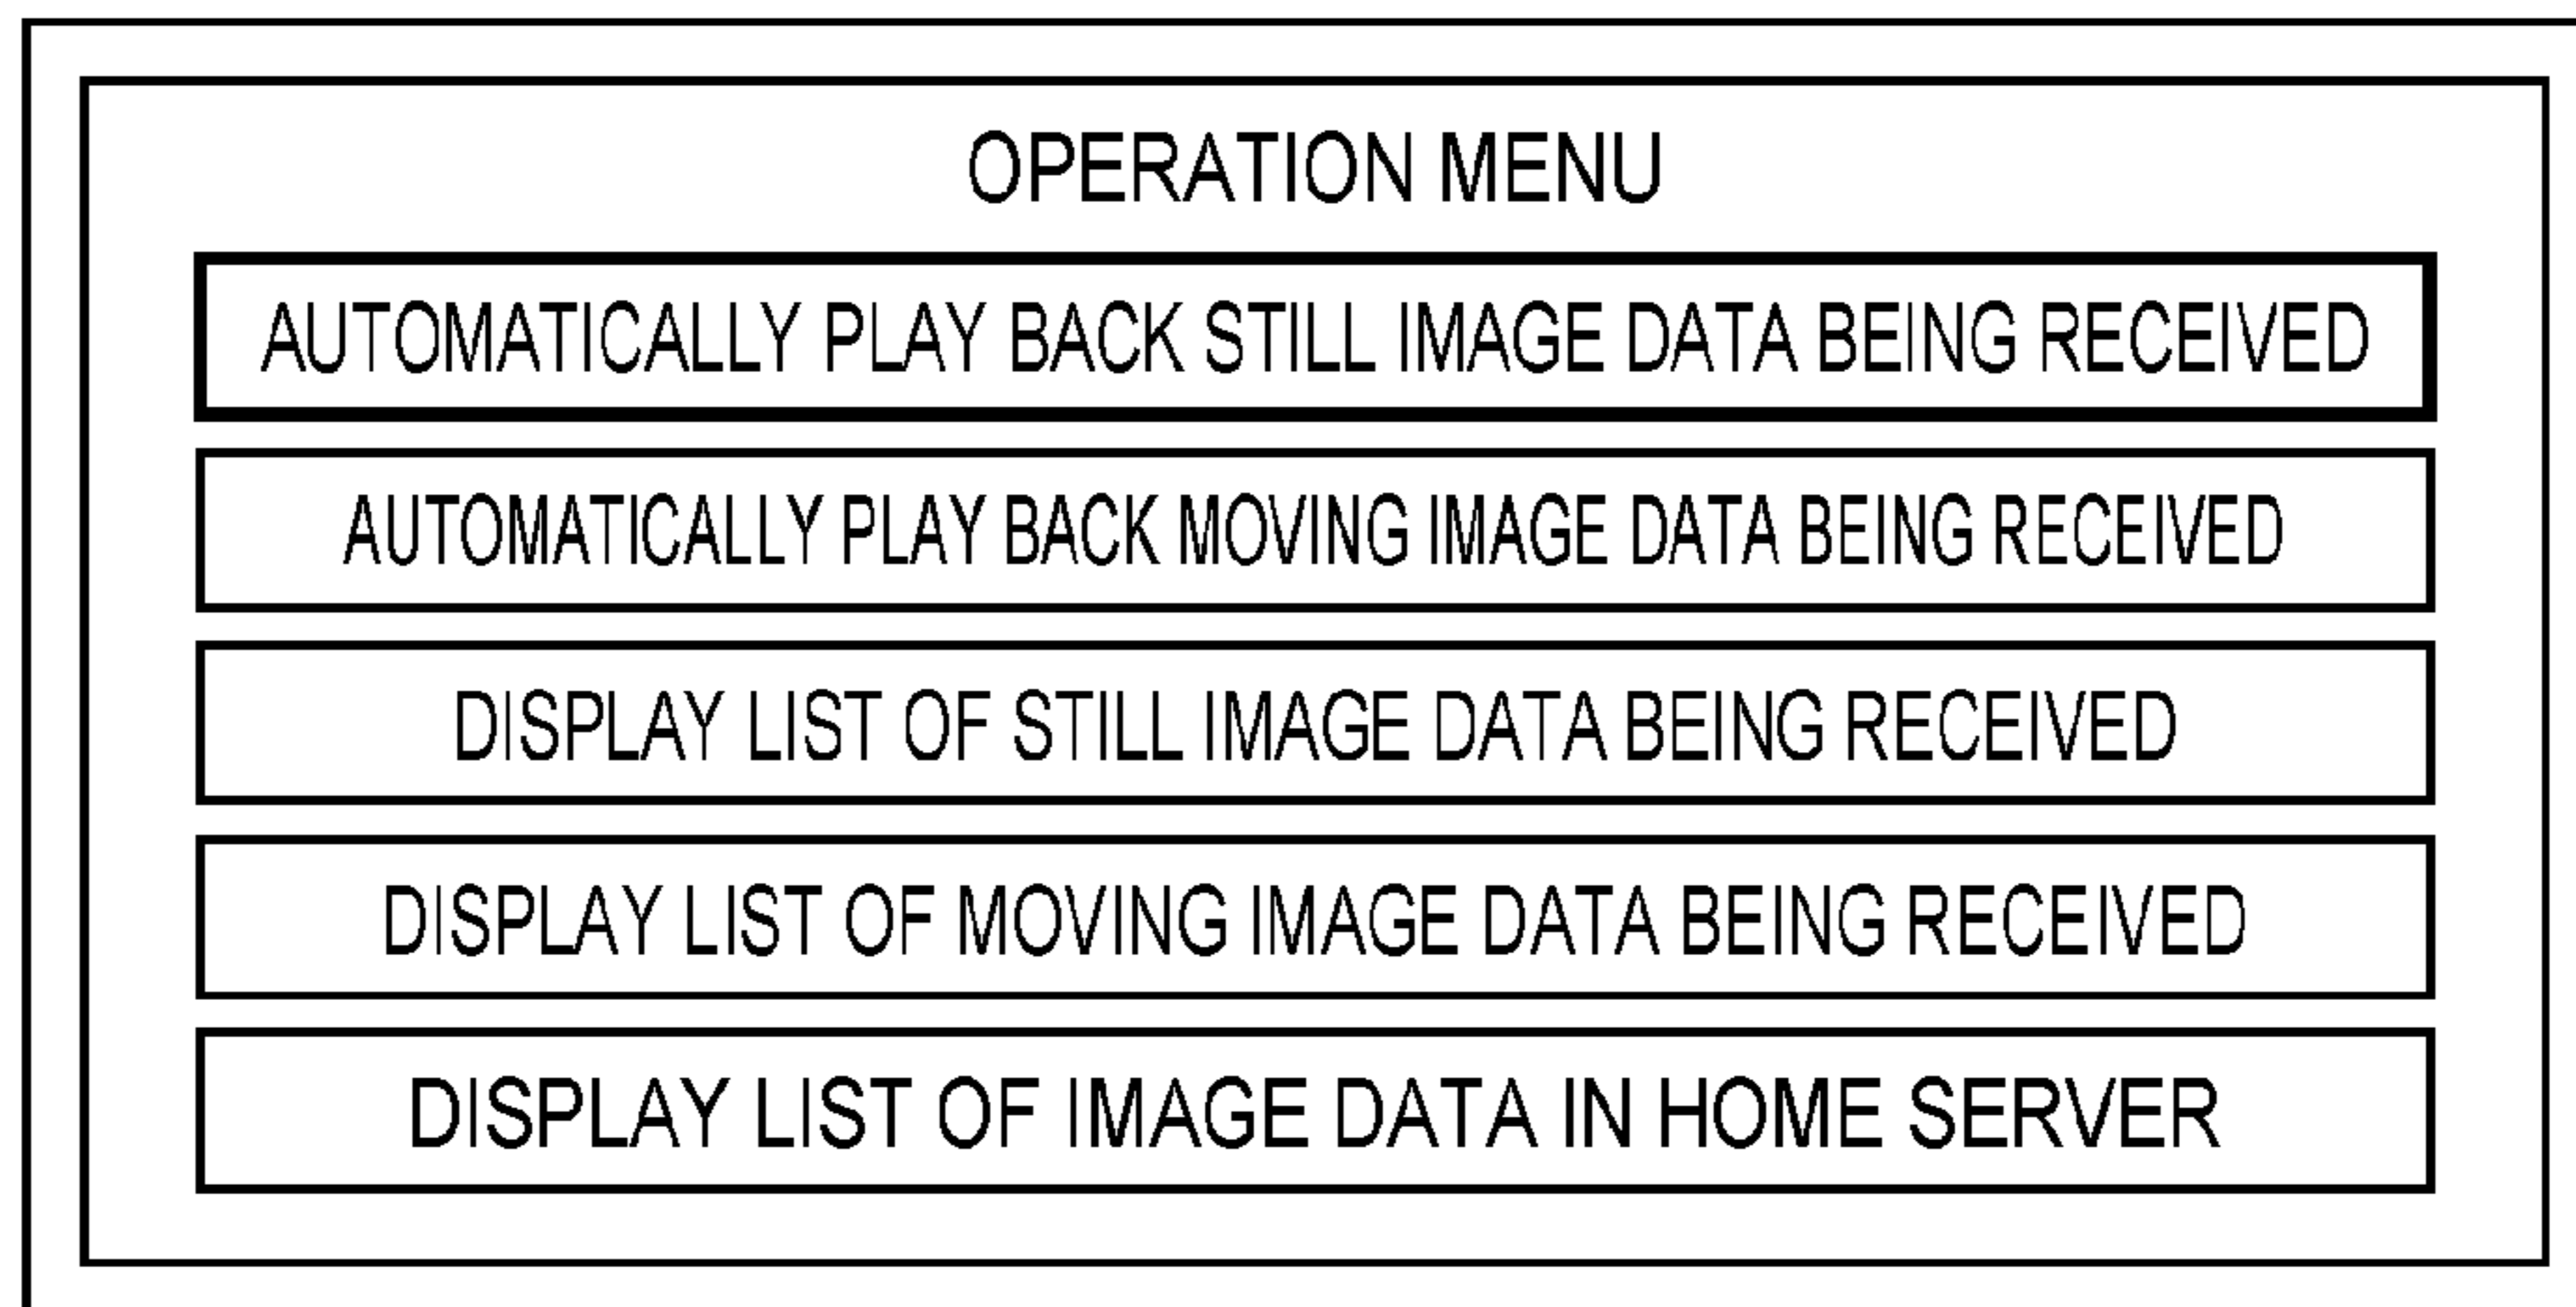 OPERATION MENU
AUTOMATICALLY PLAY BACK STILL IMAGE DATA BEING RECEIVED
AUTOMATICALLY PLAY BACK MOVING IMAGE DATA BEING RECEIVED
DISPLAY LIST OF STILL IMAGE DATA BEING RECEIVED
DISPLAY LIST OF MOVING IMAGE DATA BEING RECEIVED
DISPLAY LIST OF IMAGE DATA IN HOME SERVER